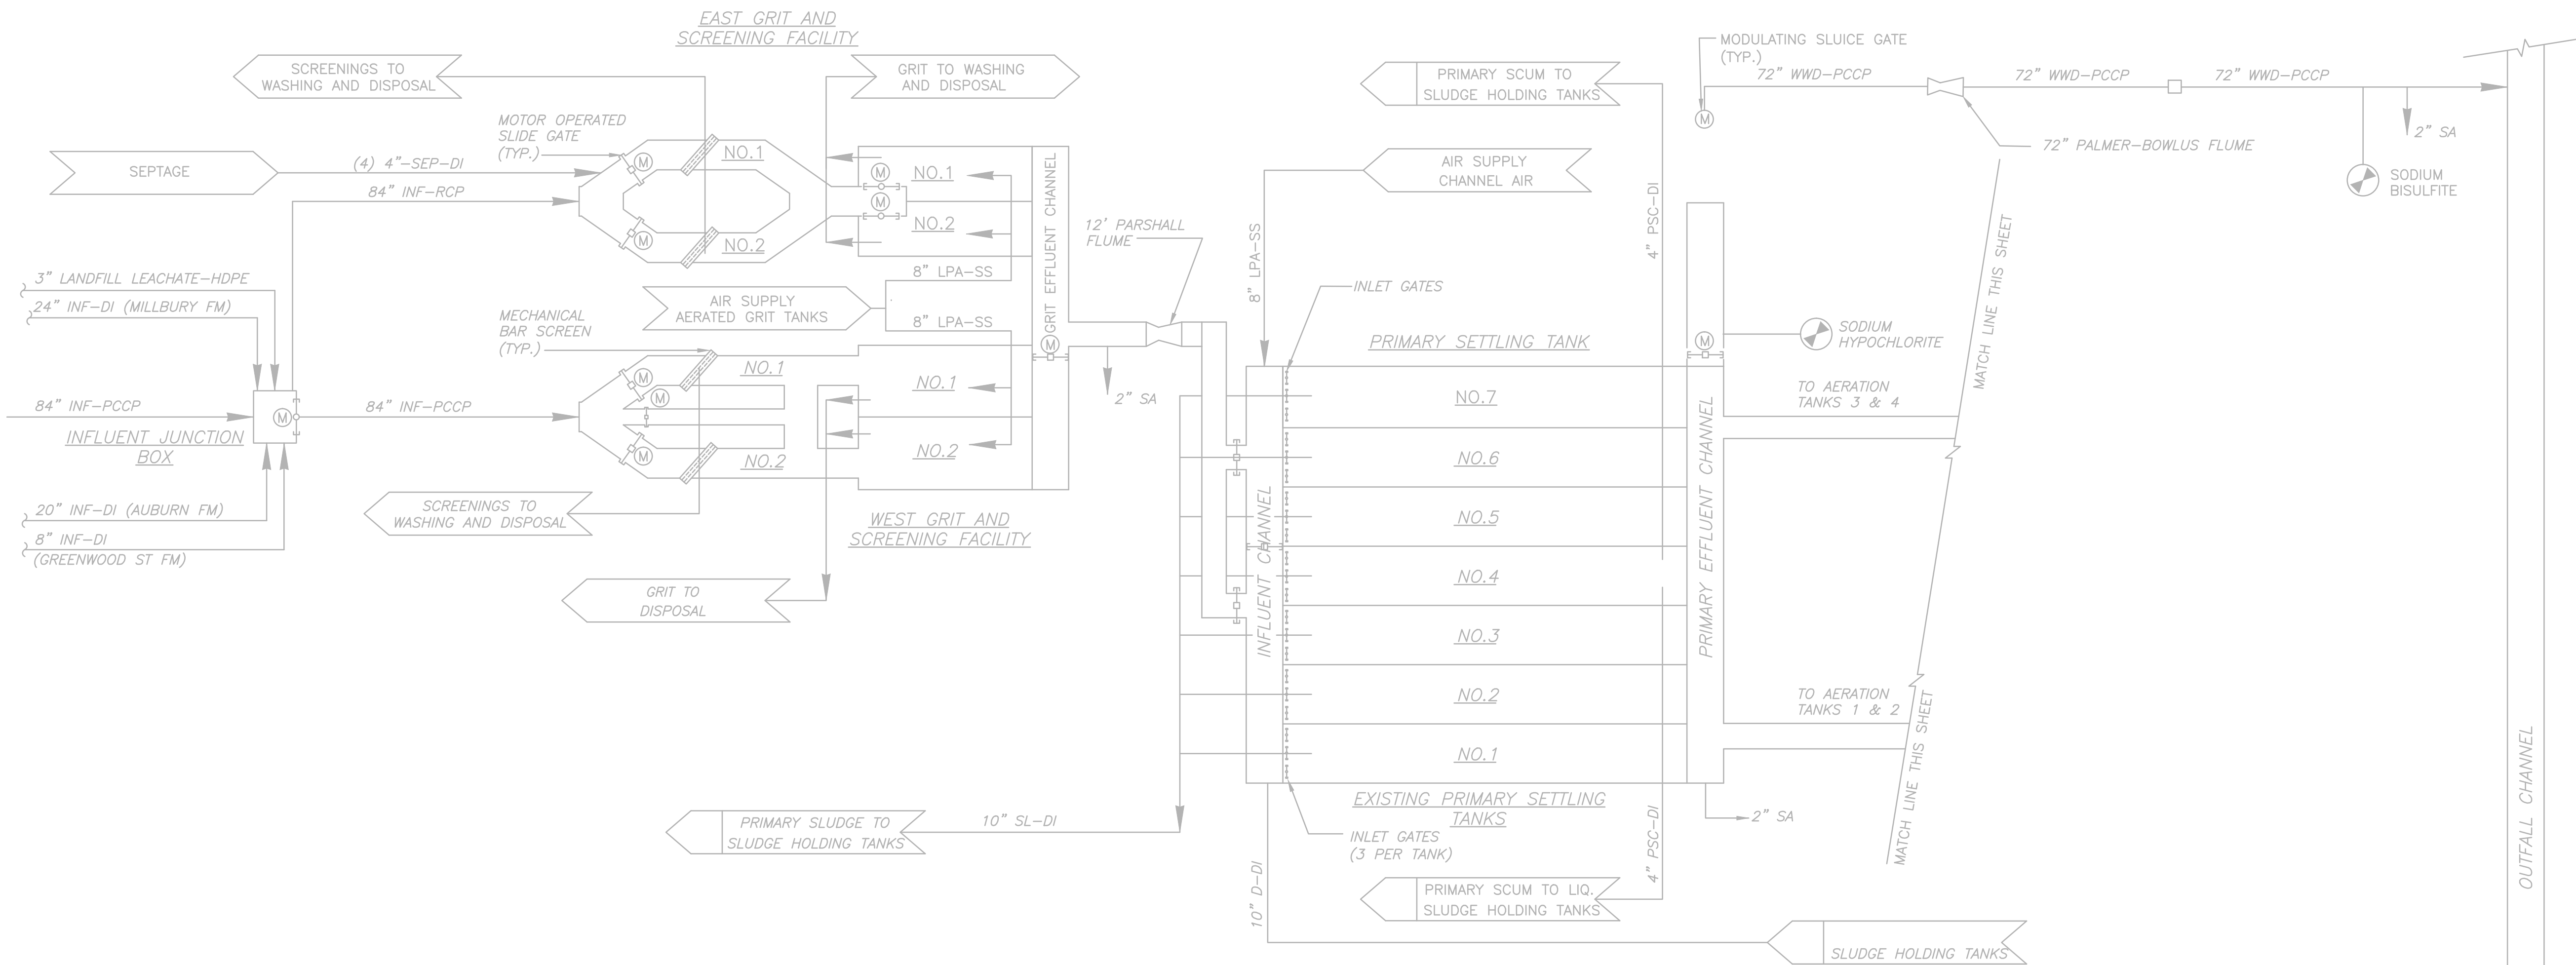 EAST GRIT AND
SCREENING FACILITY
SCREENINGS TO
WASHING AND DISPOSAL
GRIT TO WASHING
AND DISPOSAL
MOTOR OPERATED
SLIDE GATE
(TYP.)
SEPTAGE
(4) 4"-SEP-DI
84" INF-RCP
M
M
NO.1
NO.2
M
M
NO.1
NO.2
GRIT EFFLUENT CHANNEL
M
3" LANDFILL LEACHATE-HDPE
24" INF-DI (MILLBURY FM)
84" INF-PCCP
M
INFLUENT JUNCTION
BOX
84" INF-PCCP
20" INF-DI (AUBURN FM)
8" INF-DI
(GREENWOOD ST FM)
8" LPA-SS
AIR SUPPLY
AERATED GRIT TANKS
8" LPA-SS
MECHANICAL
BAR SCREEN
(TYP.)
M
M
M
NO.1
NO.2
NO.1
NO.2
SCREENINGS TO
WASHING AND DISPOSAL
WEST GRIT AND
SCREENING FACILITY
GRIT TO
DISPOSAL
12' PARSHALL
FLUME
2" SA
PRIMARY SLUDGE TO
SLUDGE HOLDING TANKS
10" SL-DI
PRIMARY SCUM TO
SLUDGE HOLDING TANKS
AIR SUPPLY
CHANNEL AIR
8" LPA-SS
4" PSC-DI
INLET GATES
PRIMARY SETTLING TANK
INFLUENT CHANNEL
NO.7
NO.6
NO.5
NO.4
NO.3
NO.2
NO.1
EXISTING PRIMARY SETTLING
TANKS
INLET GATES
(3 PER TANK)
10" D-DI
4" PSC-DI
PRIMARY SCUM TO LIQ.
SLUDGE HOLDING TANKS
SLUDGE HOLDING TANKS
PRIMARY EFFLUENT CHANNEL
M
2" SA
MODULATING SLUICE GATE
(TYP.)
M
72" WWD-PCCP
72" WWD-PCCP
72" WWD-PCCP
72" PALMER-BOWLUS FLUME
2" SA
SODIUM
BISULFITE
SODIUM
HYPOCHLORITE
TO AERATION
TANKS 3 & 4
TO AERATION
TANKS 1 & 2
MATCH LINE THIS SHEET
MATCH LINE THIS SHEET
OUTFALL CHANNEL